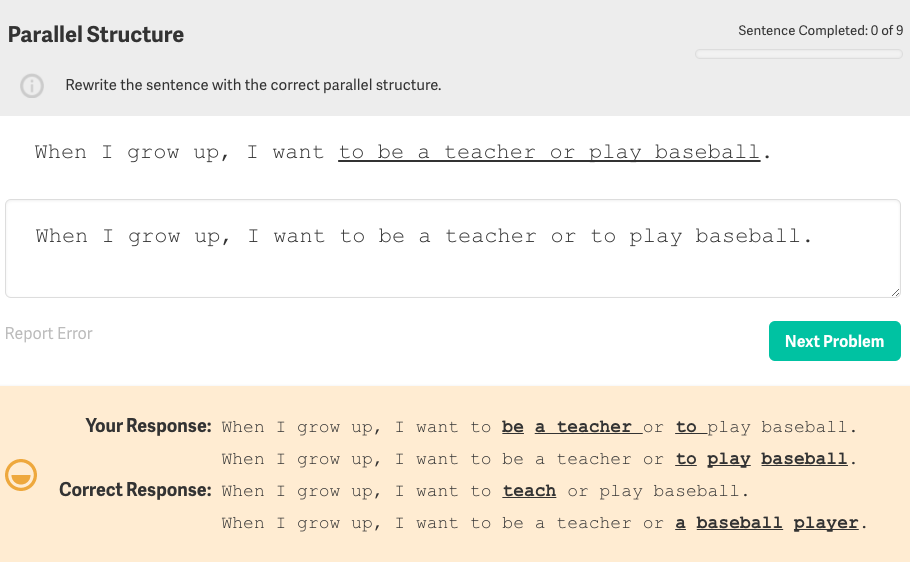 Parallel Structure
Sentence Completed: 0 of 9
Rewrite the sentence with the correct parallel structure.
When I grow up, I want to be a teacher or play baseball.
When I grow up, I want to be a teacher or to play baseball.
Report Error
Next Problem
Your Response: When I grow up, I want to be a teacher or to play baseball.
When I grow up, I want to be a teacher or to play baseball.
Correct Response: When I grow up, I want to teach or play baseball.
When I grow up, I want to be a teacher or a baseball player.